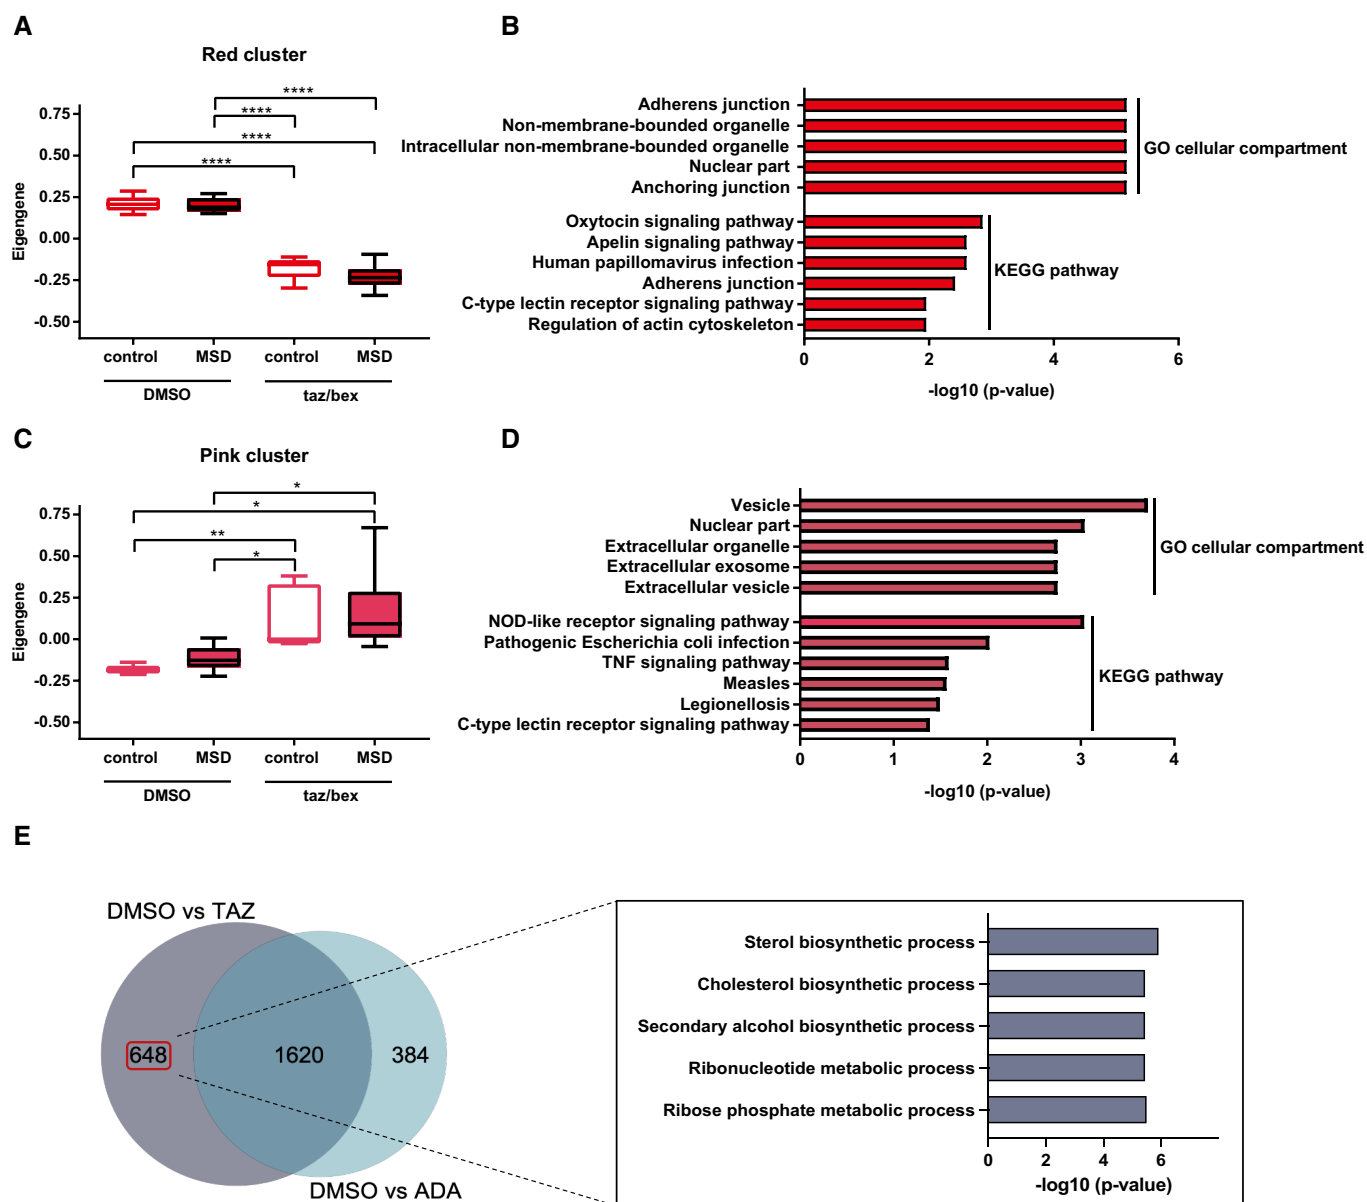 A
Red cluster
Eigengene
0.75
0.50
0.25
0.00
-0.25
-0.50
****
****
****
****
control
MSD
control
MSD
DMSO
taz/bex
B
Adherens junction
Non-membrane-bounded organelle
Intracellular non-membrane-bounded organelle
Nuclear part
Anchoring junction
GO cellular compartment
Oxytocin signaling pathway
Apelin signaling pathway
Human papillomavirus infection
Adherens junction
C-type lectin receptor signaling pathway
Regulation of actin cytoskeleton
KEGG pathway
0 2 4 6
-log10 (p-value)
C
Pink cluster
Eigengene
0.75
0.50
0.25
0.00
-0.25
-0.50
*
*
**
*
control
MSD
control
MSD
DMSO
taz/bex
D
Vesicle
Nuclear part
Extracellular organelle
Extracellular exosome
Extracellular vesicle
GO cellular compartment
NOD-like receptor signaling pathway
Pathogenic Escherichia coli infection
TNF signaling pathway
Measles
Legionellosis
C-type lectin receptor signaling pathway
KEGG pathway
0 1 2 3 4
-log10 (p-value)
E
DMSO vs TAZ
648
1620
384
DMSO vs ADA
Sterol biosynthetic process
Cholesterol biosynthetic process
Secondary alcohol biosynthetic process
Ribonucleotide metabolic process
Ribose phosphate metabolic process
0 2 4 6
-log10 (p-value)